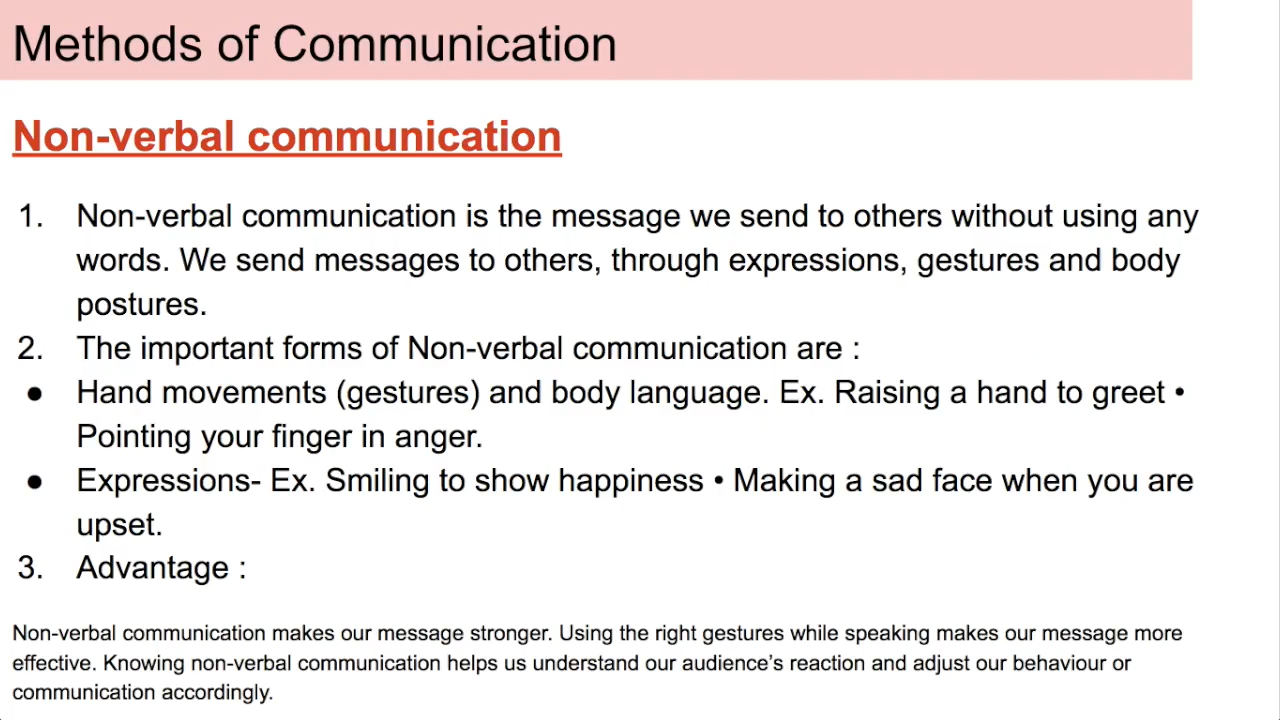 Methods of Communication
Non-verbal communication
1. Non-verbal communication is the message we send to others without using any
words. We send messages to others, through expressions, gestures and body
postures.
2. The important forms of Non-verbal communication are :
● Hand movements (gestures) and body language. Ex. Raising a hand to greet •
Pointing your finger in anger.
● Expressions- Ex. Smiling to show happiness • Making a sad face when you are
upset.
3. Advantage :
Non-verbal communication makes our message stronger. Using the right gestures while speaking makes our message more
effective. Knowing non-verbal communication helps us understand our audience’s reaction and adjust our behaviour or
communication accordingly.